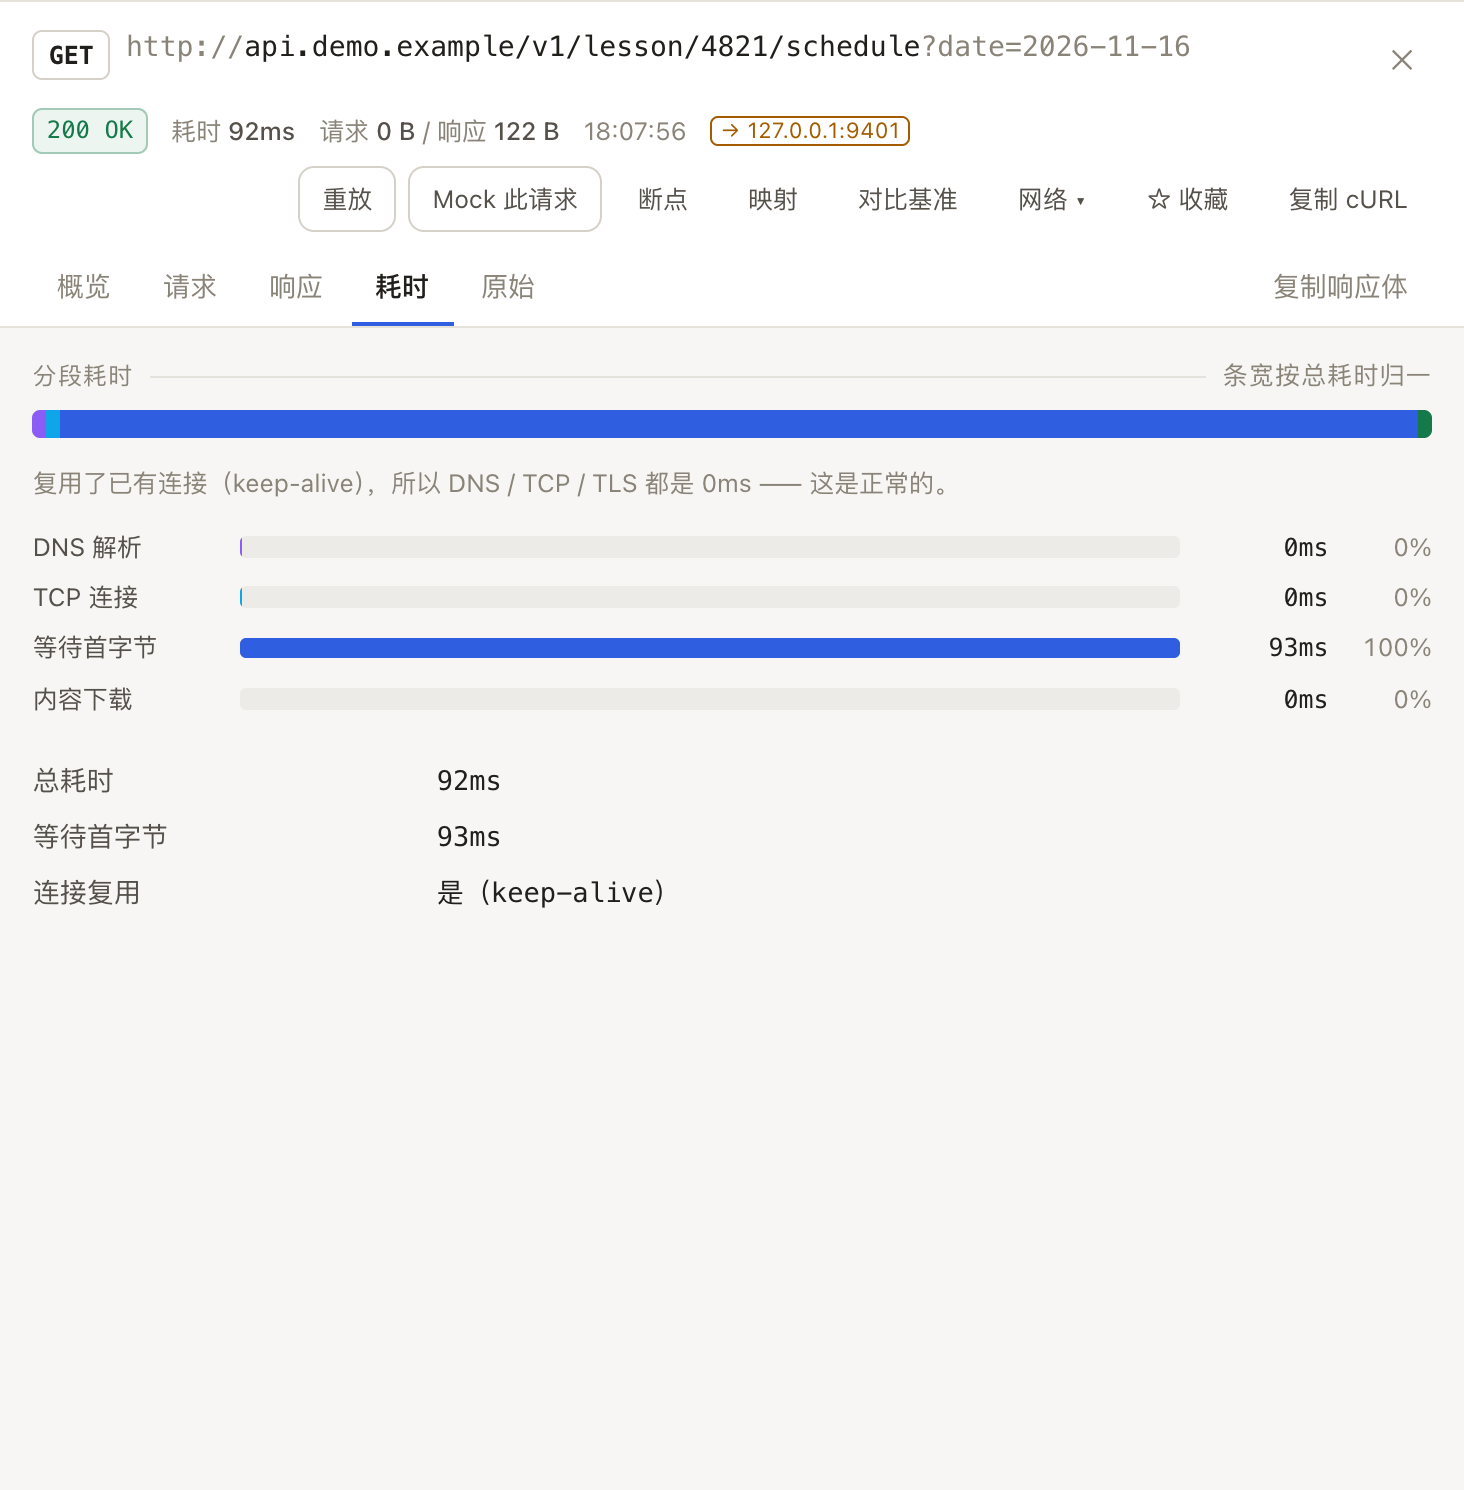 GET http://api.demo.example/v1/lesson/4821/schedule?date=2026-11-16
200 OK 耗时 92ms 请求 0 B / 响应 122 B 18:07:56 → 127.0.0.1:9401
重放 Mock 此请求 断点 映射 对比基准 网络 ▾ ☆ 收藏 复制 cURL
概览 请求 响应 耗时 原始 复制响应体
分段耗时 条宽按总耗时归一
复用了已有连接（keep-alive），所以 DNS / TCP / TLS 都是 0ms —— 这是正常的。
DNS 解析 0ms 0%
TCP 连接 0ms 0%
等待首字节 93ms 100%
内容下载 0ms 0%
总耗时 92ms
等待首字节 93ms
连接复用 是（keep-alive）